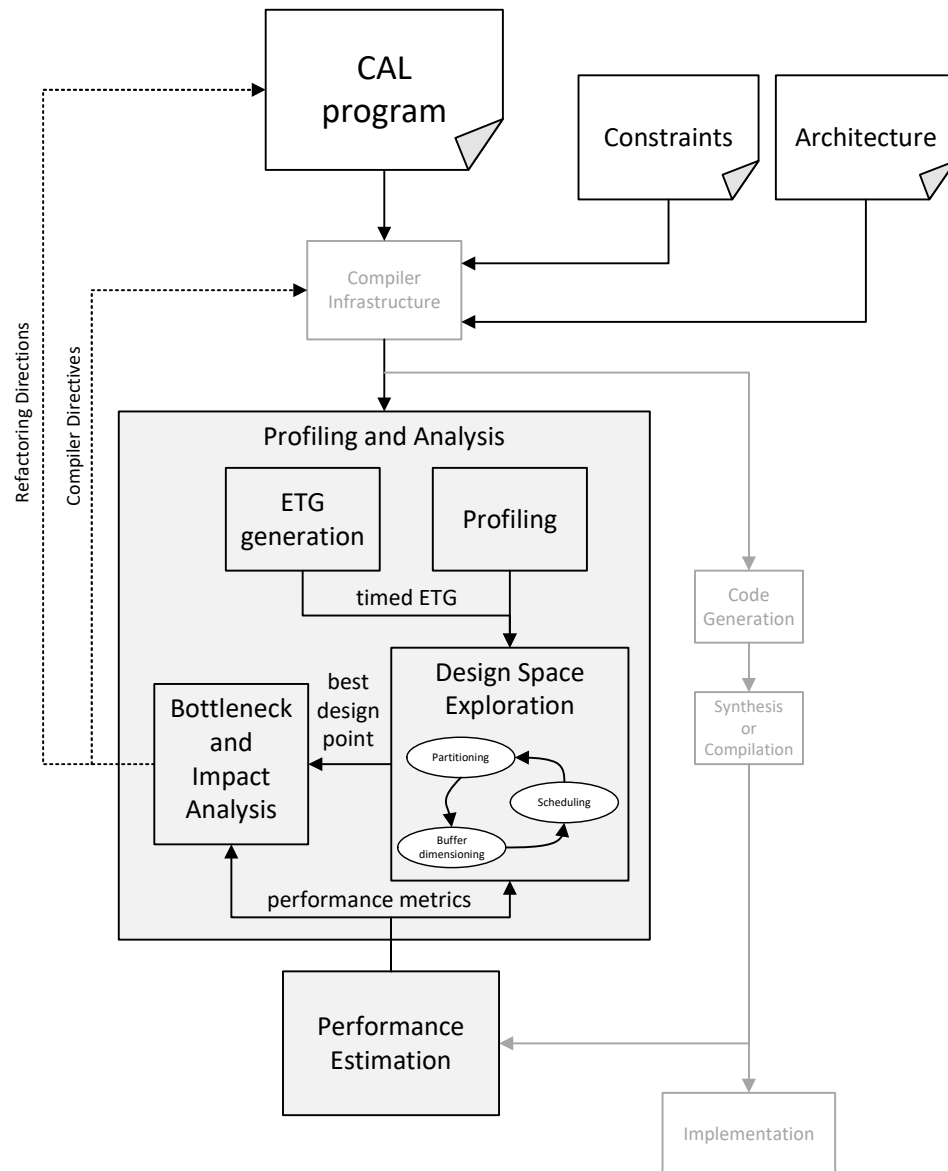 CAL
program
Constraints
Architecture
Compiler
Infrastructure
Refactoring Directions
Compiler Directives
Profiling and Analysis
ETG
generation
Profiling
timed ETG
Code
Generation
Design Space
Exploration
best
design
point
Bottleneck
and
Impact
Analysis
Partitioning
Scheduling
Buffer
dimensioning
Synthesis
or
Compilation
performance metrics
Performance
Estimation
Implementation